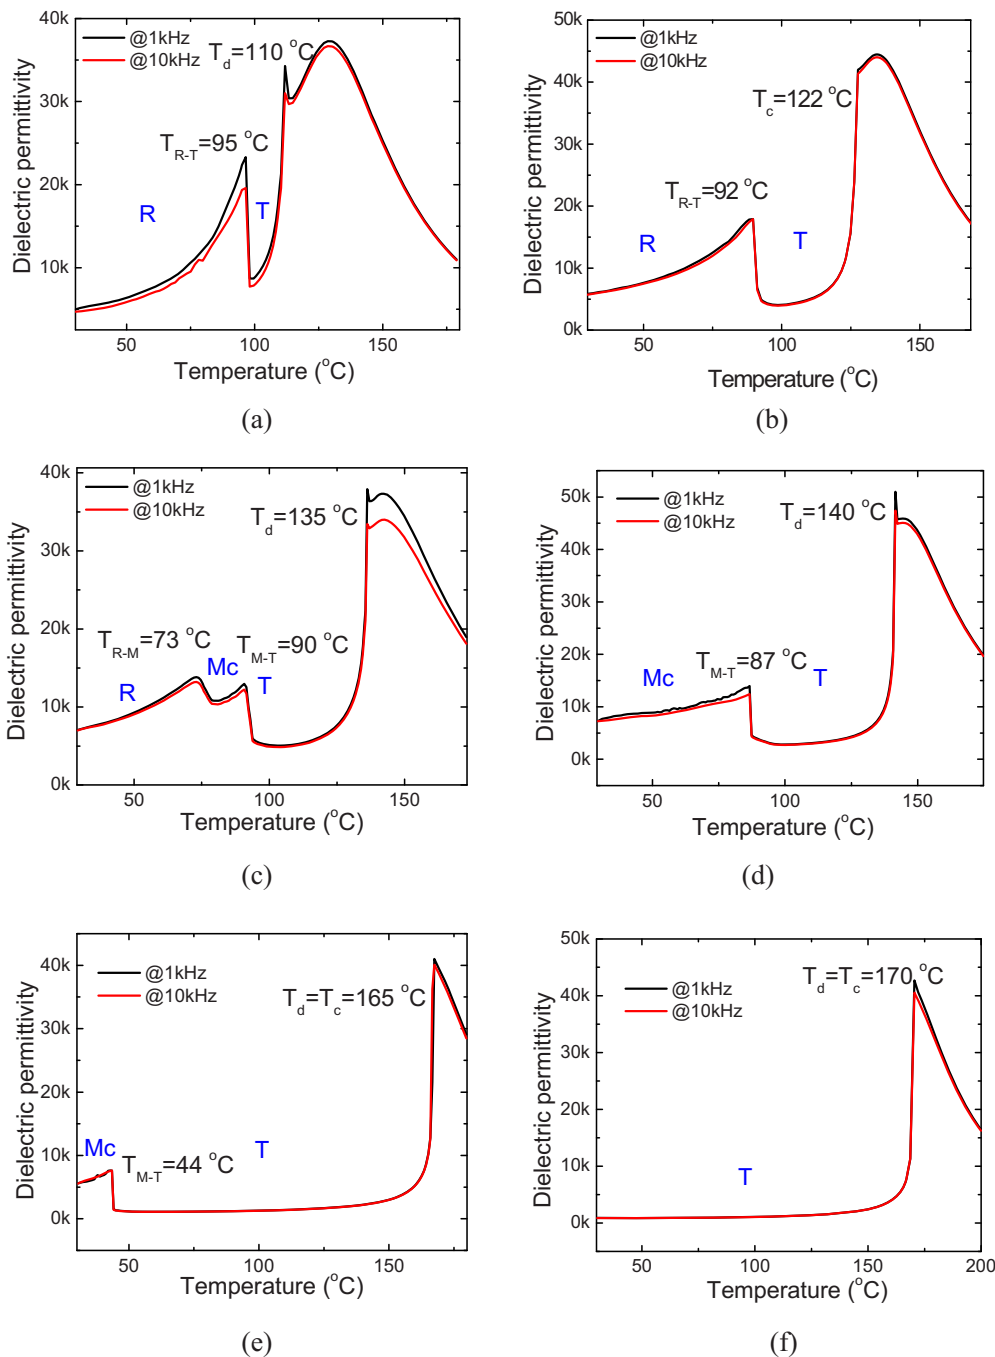 40k
30k
20k
10k
Dielectric permittivity
@1kHz
@10kHz
T_d=110 °C
T_R-T=95 °C
R
T
50
100
150
Temperature (°C)
(a)
50k
40k
30k
20k
10k
0k
Dielectric permittivity
@1kHz
@10kHz
T_c=122 °C
T_R-T=92 °C
R
T
50
100
150
Temperature (°C)
(b)
40k
30k
20k
10k
0k
Dielectric permittivity
@1kHz
@10kHz
T_d=135 °C
T_R-M=73 °C
T_M-T=90 °C
R
Mc
T
50
100
150
Temperature (°C)
(c)
50k
40k
30k
20k
10k
0k
Dielectric permittivity
@1kHz
@10kHz
T_d=140 °C
Mc
T_M-T=87 °C
T
50
100
150
Temperature (°C)
(d)
40k
30k
20k
10k
0k
Dielectric permittivity
@1kHz
@10kHz
T_d=T_c=165 °C
Mc
T_M-T=44 °C
T
50
100
150
Temperature (°C)
(e)
50k
40k
30k
20k
10k
0k
Dielectric permittivity
@1kHz
@10kHz
T_d=T_c=170 °C
T
50
100
150
200
Temperature (°C)
(f)